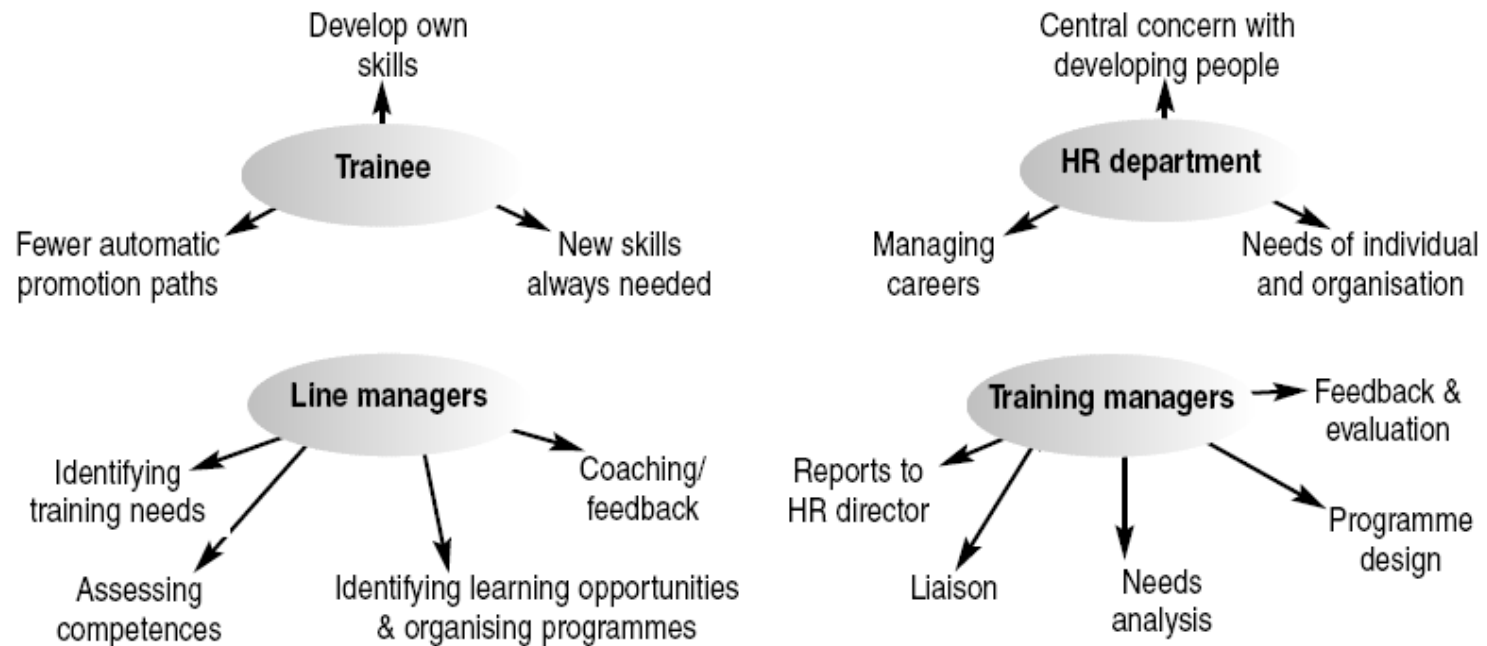 Develop own
skills
Trainee
Fewer automatic
promotion paths
New skills
always needed
Central concern with
developing people
HR department
Managing
careers
Needs of individual
and organisation
Line managers
Identifying
training needs
Assessing
competences
Identifying learning opportunities
& organising programmes
Coaching/
feedback
Training managers
Reports to
HR director
Liaison
Needs
analysis
Programme
design
Feedback &
evaluation